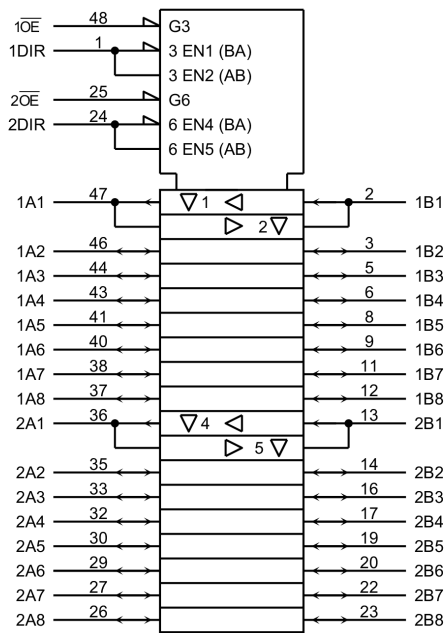 1O̅E̅ 48 G3
1DIR 1 3 EN1 (BA)
3 EN2 (AB)
2O̅E̅ 25 G6
2DIR 24 6 EN4 (BA)
6 EN5 (AB)
1A1 47 1 2 1B1
2
1A2 46 3 1B2
1A3 44 5 1B3
1A4 43 6 1B4
1A5 41 8 1B5
1A6 40 9 1B6
1A7 38 11 1B7
1A8 37 12 1B8
2A1 36 4 13 2B1
5
2A2 35 14 2B2
2A3 33 16 2B3
2A4 32 17 2B4
2A5 30 19 2B5
2A6 29 20 2B6
2A7 27 22 2B7
2A8 26 23 2B8